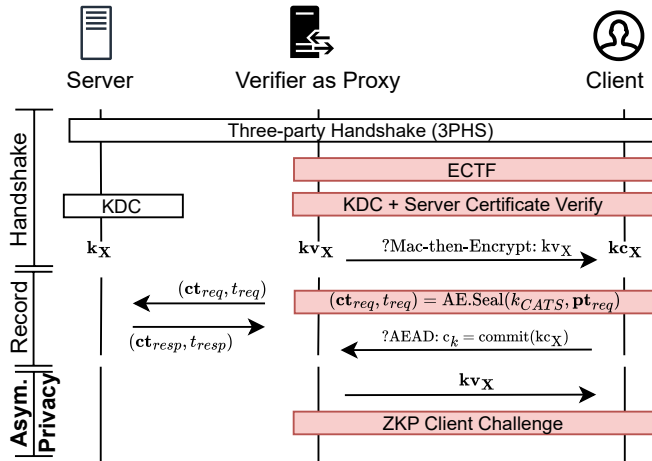 Server
Verifier as Proxy
Client
Handshake
Three-party Handshake (3PHS)
ECTF
KDC
KDC + Server Certificate Verify
k_X
kv_X
?Mac-then-Encrypt: kv_X
kc_X
Record
(ct_req, t_req)
(ct_req, t_req) = AE.Seal(k_CATS, pt_req)
(ct_resp, t_resp)
?AEAD: c_k = commit(kc_X)
Asym.
Privacy
kv_X
ZKP Client Challenge